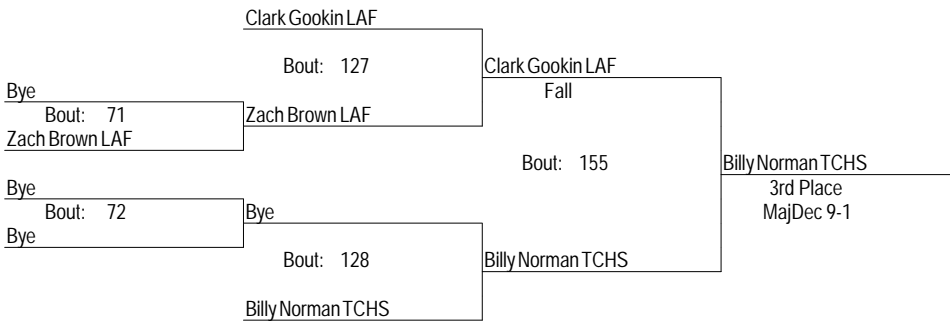 Clark Gookin LAF
Bout: 127
Clark Gookin LAF
Bye
Fall
Bout: 71
Zach Brown LAF
Zach Brown LAF
Bout: 155
Billy Norman TCHS
Bye
3rd Place
Bout: 72
Bye
MajDec 9-1
Bye
Bout: 128
Billy Norman TCHS
Billy Norman TCHS